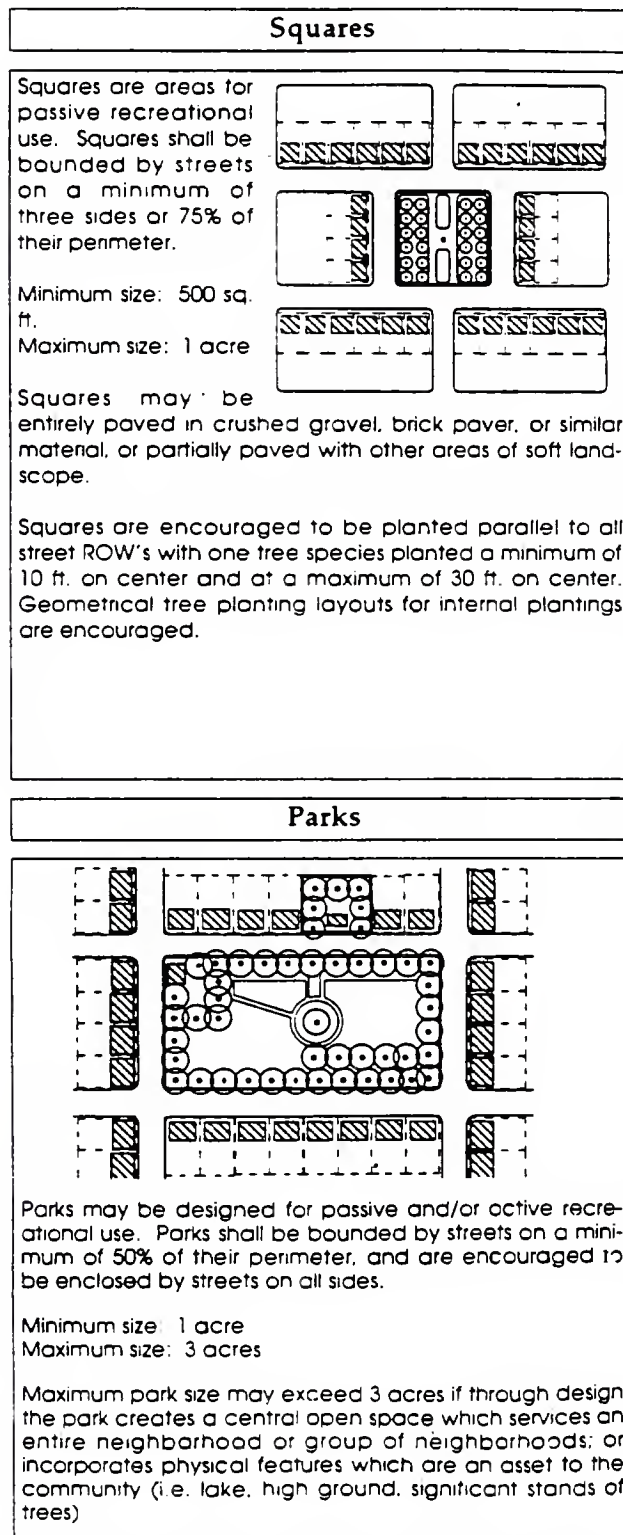 Squares
Squares are areas for
passive recreational
use. Squares shall be
bounded by streets
on a minimum of
three sides or 75% of
their perimeter.
Minimum size: 500 sq.
ft.
Maximum size: 1 acre
Squares may be
entirely paved in crushed gravel, brick paver, or similar
material, or partially paved with other areas of soft land-
scape.
Squares are encouraged to be planted parallel to all
street ROW's with one tree species planted a minimum of
10 ft. on center and at a maximum of 30 ft. on center.
Geometrical tree planting layouts for internal plantings
are encouraged.
Parks
Parks may be designed for passive and/or active recre-
ational use. Parks shall be bounded by streets on a mini-
mum of 50% of their perimeter, and are encouraged to
be enclosed by streets on all sides.
Minimum size: 1 acre
Maximum size: 3 acres
Maximum park size may exceed 3 acres if through design
the park creates a central open space which services an
entire neighborhood or group of neighborhoods; or
incorporates physical features which are an asset to the
community (i.e. lake, high ground, significant stands of
trees)